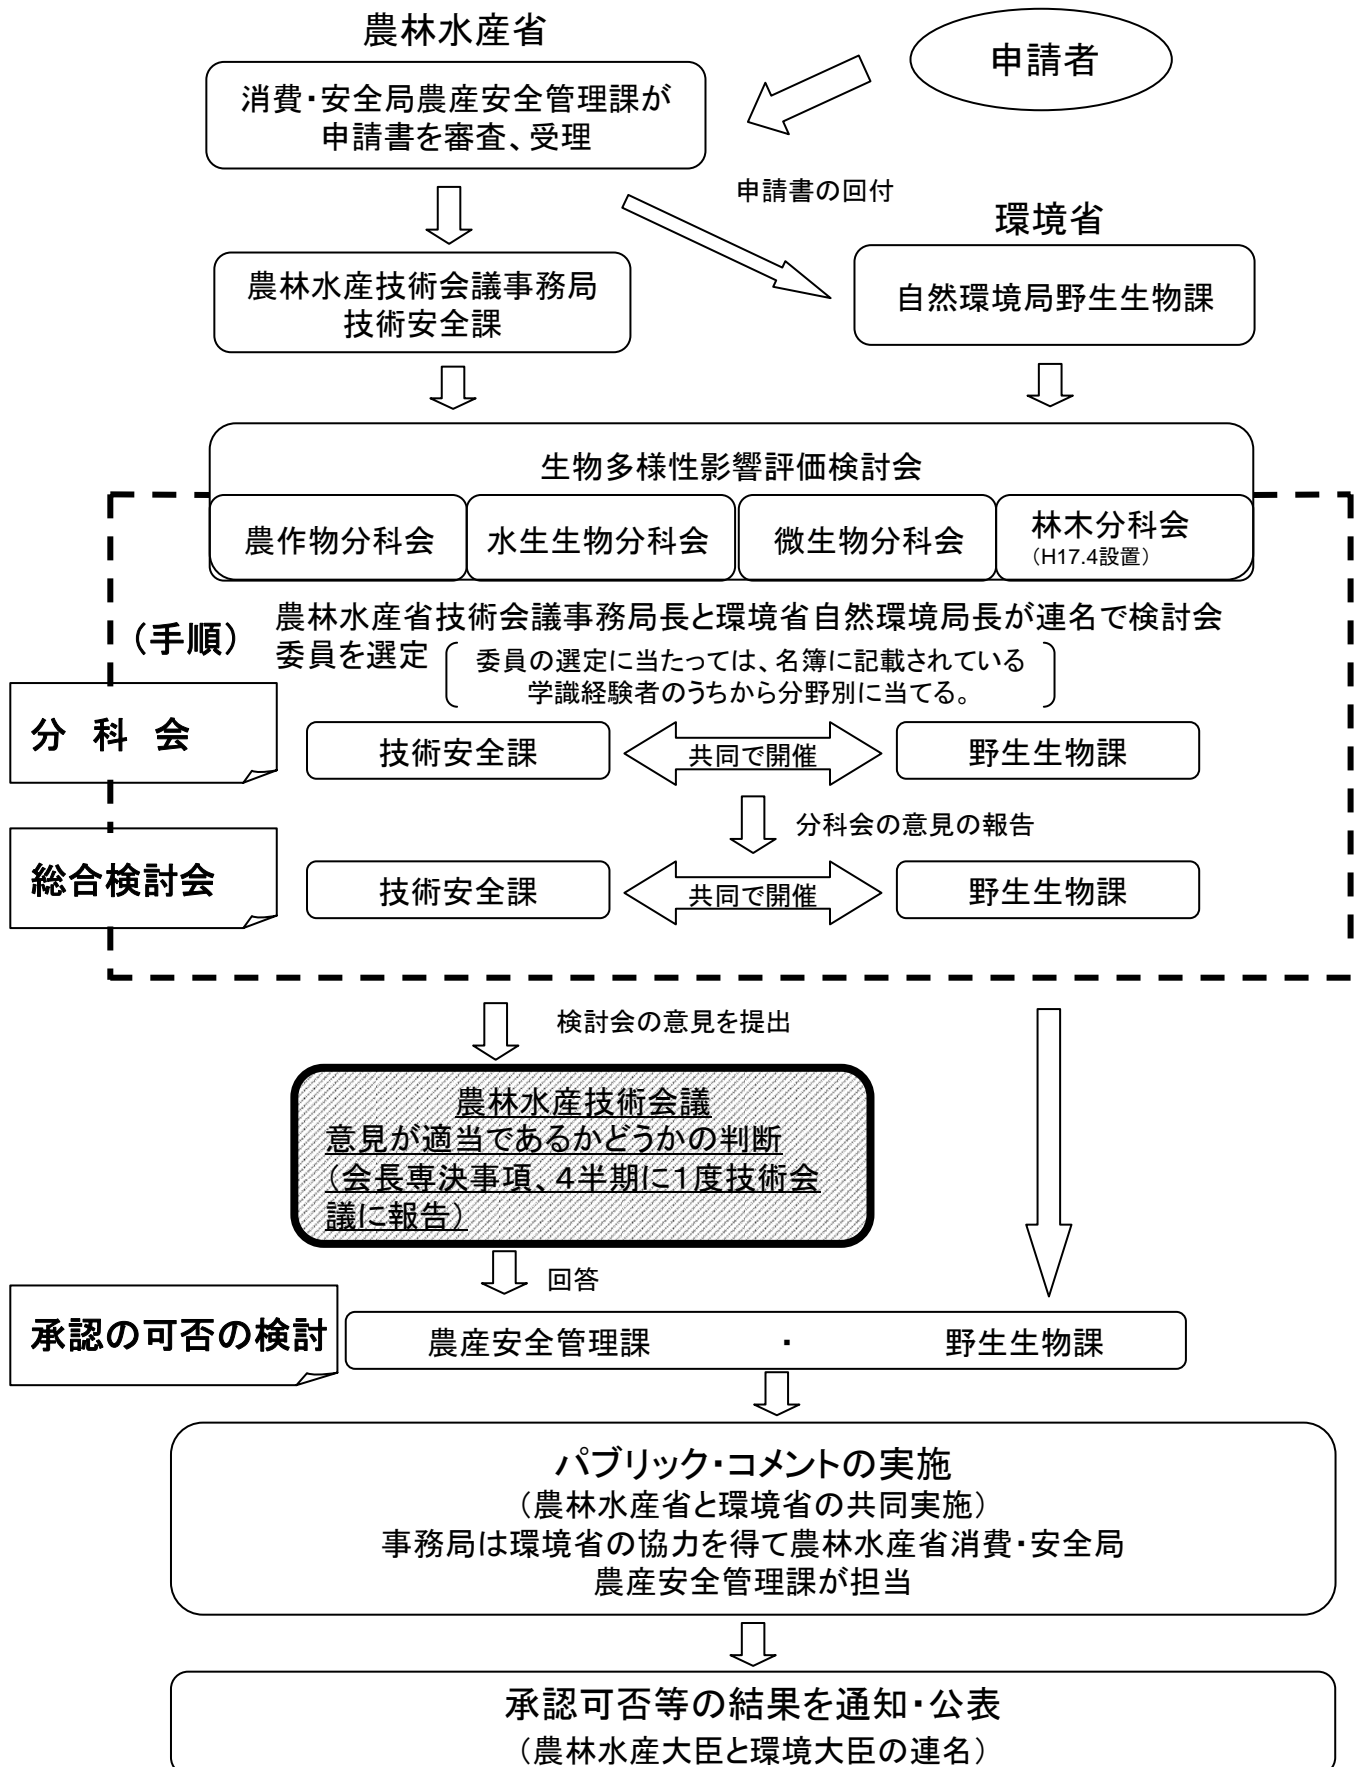 農林水産省
申請者
消費・安全局農産安全管理課が
申請書を審査、受理
申請書の回付
環境省
農林水産技術会議事務局
技術安全課
自然環境局野生生物課
生物多様性影響評価検討会
農作物分科会
水生生物分科会
微生物分科会
林木分科会
（H17.4設置）
（手順）
農林水産省技術会議事務局長と環境省自然環境局長が連名で検討会
委員を選定
委員の選定に当たっては、名簿に記載されている
学識経験者のうちから分野別に当てる。
分 科 会
技術安全課
共同で開催
野生生物課
分科会の意見の報告
総合検討会
技術安全課
共同で開催
野生生物課
検討会の意見を提出
農林水産技術会議
意見が適当であるかどうかの判断
（会長専決事項、４半期に１度技術会
議に報告）
回答
承認の可否の検討
農産安全管理課 ・ 野生生物課
パブリック・コメントの実施
（農林水産省と環境省の共同実施）
事務局は環境省の協力を得て農林水産省消費・安全局
農産安全管理課が担当
承認可否等の結果を通知・公表
（農林水産大臣と環境大臣の連名）